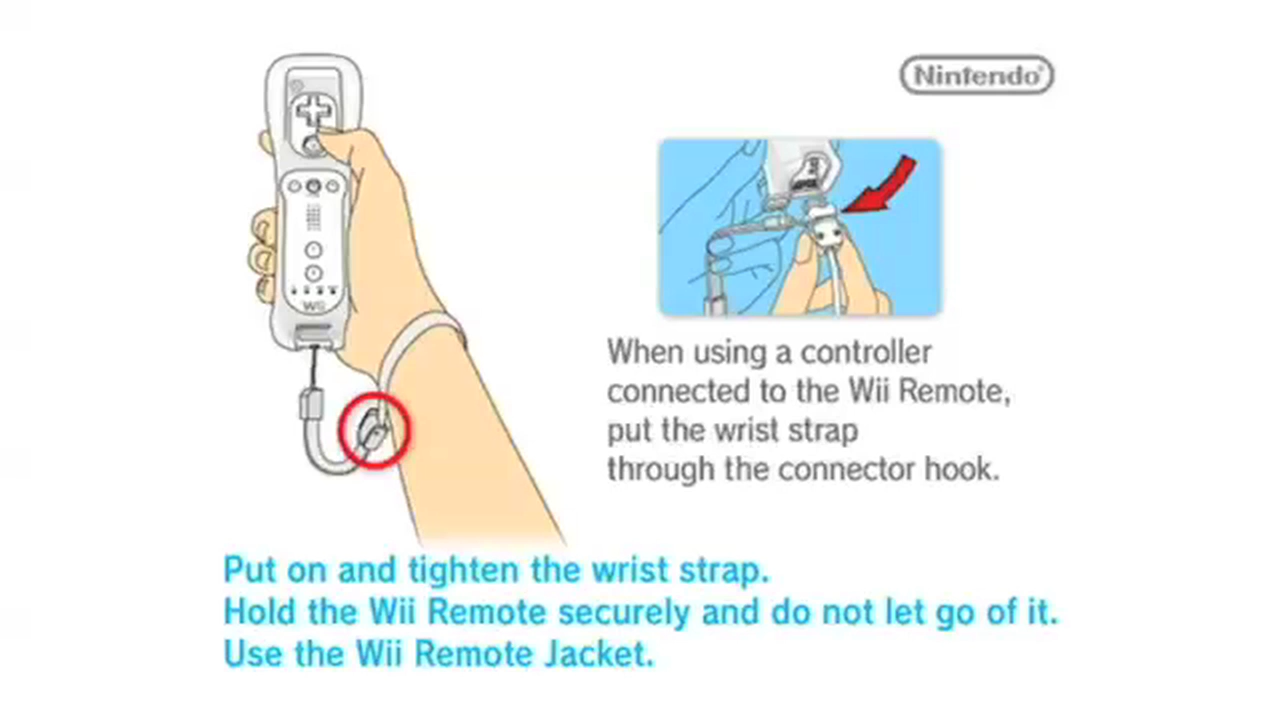 Nintendo®
Wii
When using a controller
connected to the Wii Remote,
put the wrist strap
through the connector hook.
Put on and tighten the wrist strap.
Hold the Wii Remote securely and do not let go of it.
Use the Wii Remote Jacket.